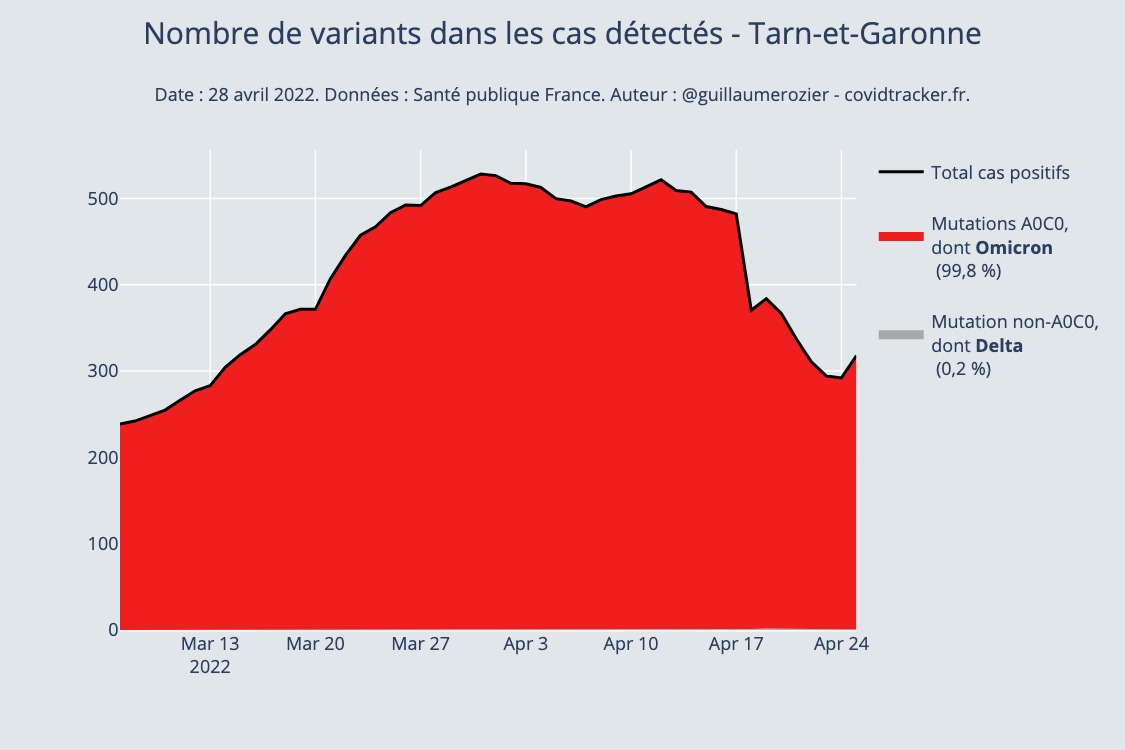 Nombre de variants dans les cas détectés - Tarn-et-Garonne
Date : 28 avril 2022. Données : Santé publique France. Auteur : @guillaumerozier - covidtracker.fr.
Total cas positifs
Mutations A0C0,
dont Omicron
(99,8 %)
Mutation non-A0C0,
dont Delta
(0,2 %)
500
400
300
200
100
0
Mar 13
2022
Mar 20
Mar 27
Apr 3
Apr 10
Apr 17
Apr 24